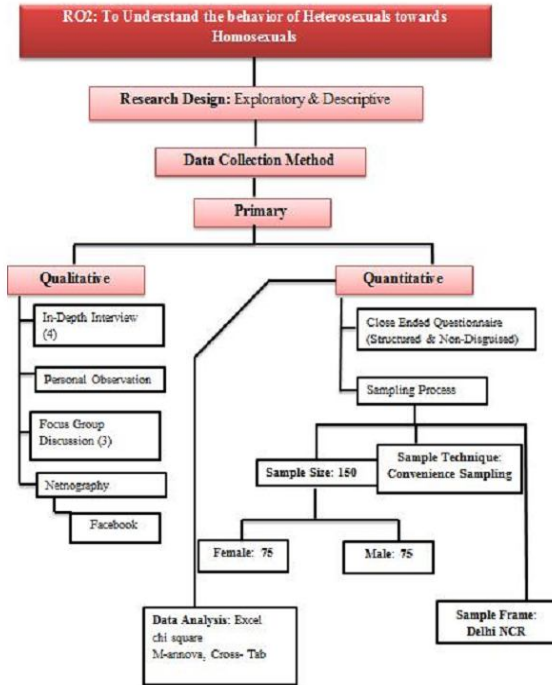 RO2: To Understand the behavior of Heterosexuals towards
Homosexuals
Research Design: Exploratory & Descriptive
Data Collection Method
Primary
Qualitative
In-Depth Interview
(4)
Personal Observation
Focus Group
Discussion (3)
Netnography
Facebook
Quantitative
Close Ended Questionnaire
(Structured & Non-Disguised)
Sampling Process
Sample Size: 150
Sample Technique:
Convenience Sampling
Female: 75
Male: 75
Sample Frame:
Delhi NCR
Data Analysis: Excel
chi square
M-annova, Cross- Tab